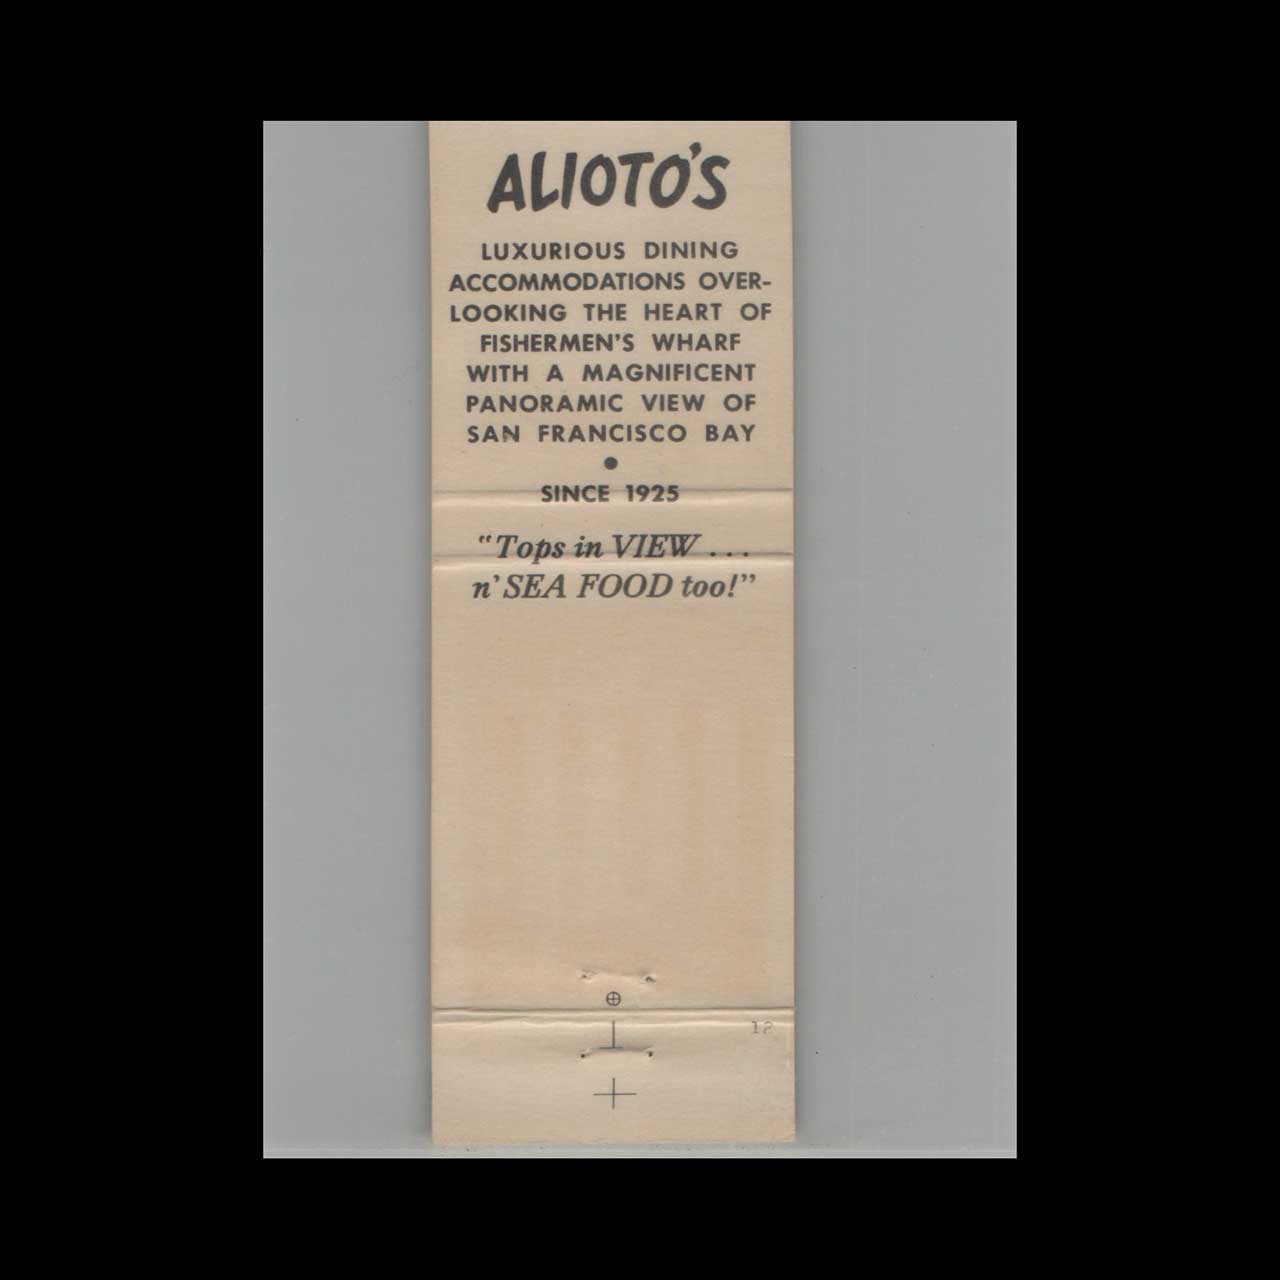 ALIOTO'S
LUXURIOUS DINING
ACCOMMODATIONS OVER-
LOOKING THE HEART OF
FISHERMEN'S WHARF
WITH A MAGNIFICENT
PANORAMIC VIEW OF
SAN FRANCISCO BAY
•
SINCE 1925
"Tops in VIEW . . .
n' SEA FOOD too!"
12